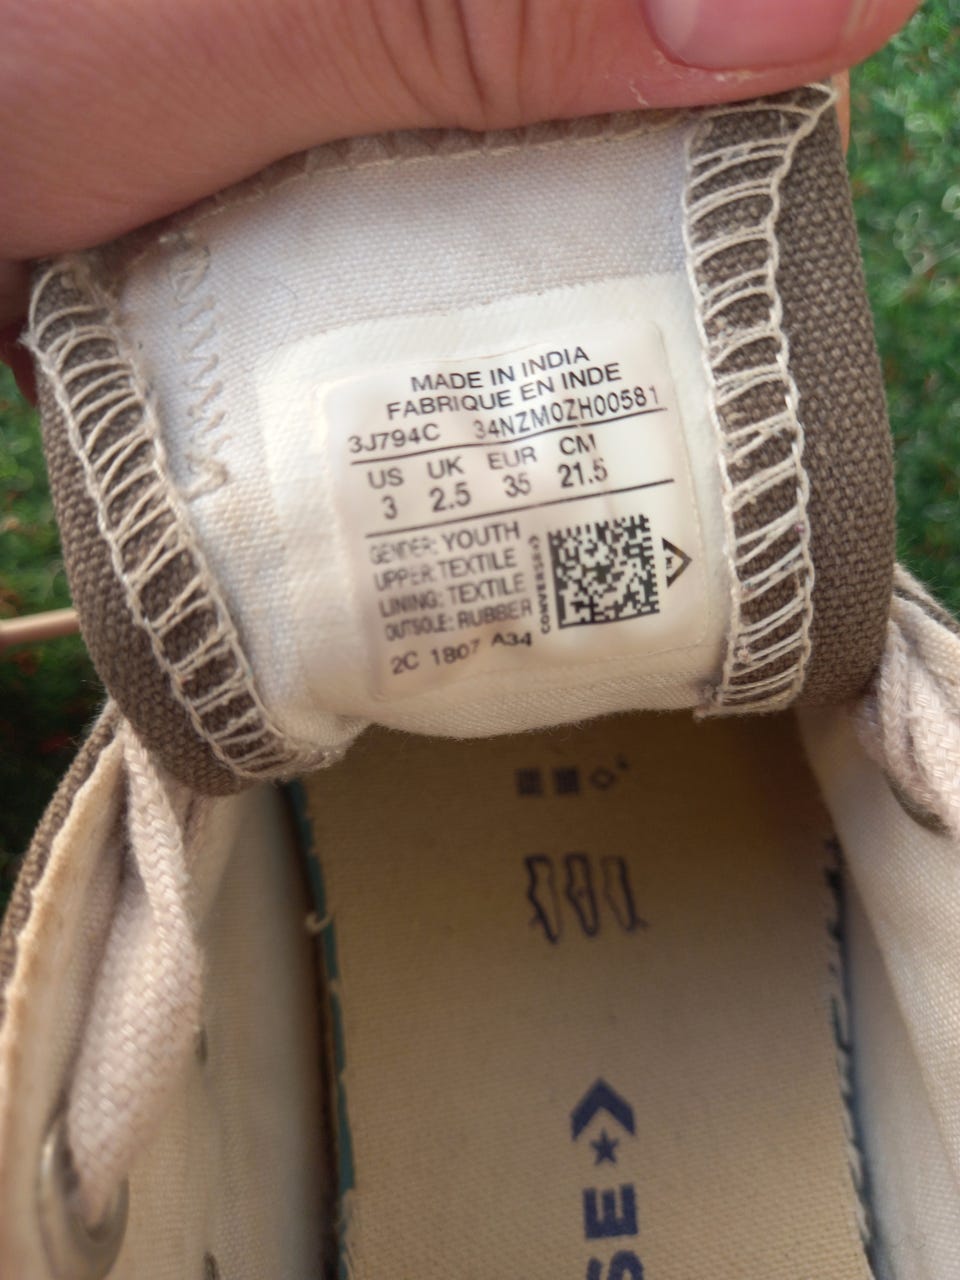 MADE IN INDIA
FABRIQUE EN INDE
3J794C 34NZM0ZH00581
US UK EUR CM
3 2.5 35 21.5
GENDER: YOUTH
UPPER: TEXTILE
LINING: TEXTILE
OUTSOLE: RUBBER
2C 1807 A34
CONVERSE
SE